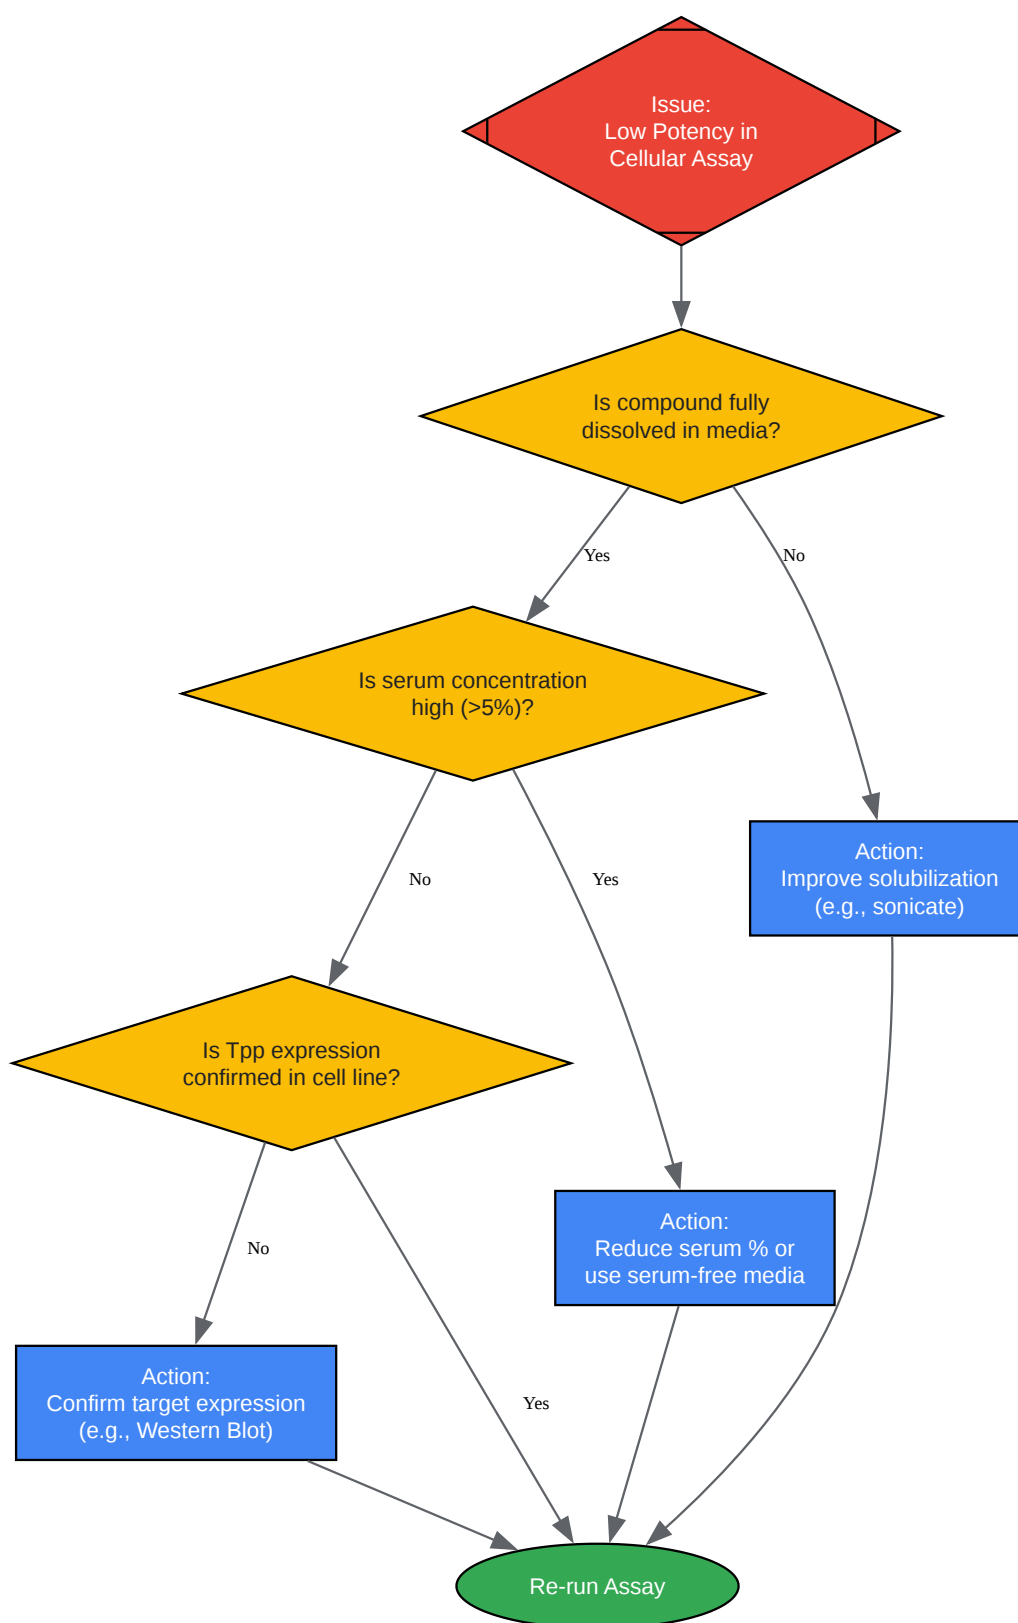 Issue:
Low Potency in
Cellular Assay
Is compound fully
dissolved in media?
Yes
No
Is serum concentration
high (>5%)?
No
Yes
Action:
Improve solubilization
(e.g., sonicate)
Is Tpp expression
confirmed in cell line?
Action:
Reduce serum % or
use serum-free media
No
Yes
Action:
Confirm target expression
(e.g., Western Blot)
Re-run Assay